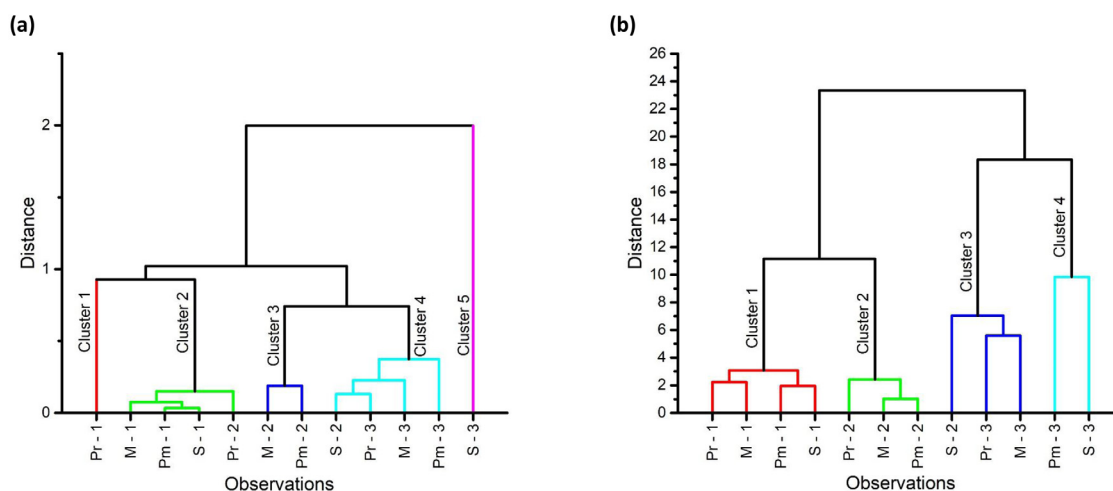 (a)
Distance
2
1
0
Cluster 1
Cluster 2
Cluster 3
Cluster 4
Cluster 5
Pr - 1
M - 1
Pm - 1
S - 1
Pr - 2
M - 2
Pm - 2
S - 2
Pr - 3
M - 3
Pm - 3
S - 3
Observations
(b)
Distance
26
24
22
20
18
16
14
12
10
8
6
4
2
0
Cluster 1
Cluster 2
Cluster 3
Cluster 4
Pr - 1
M - 1
Pm - 1
S - 1
Pr - 2
M - 2
Pm - 2
S - 2
Pr - 3
M - 3
Pm - 3
S - 3
Observations